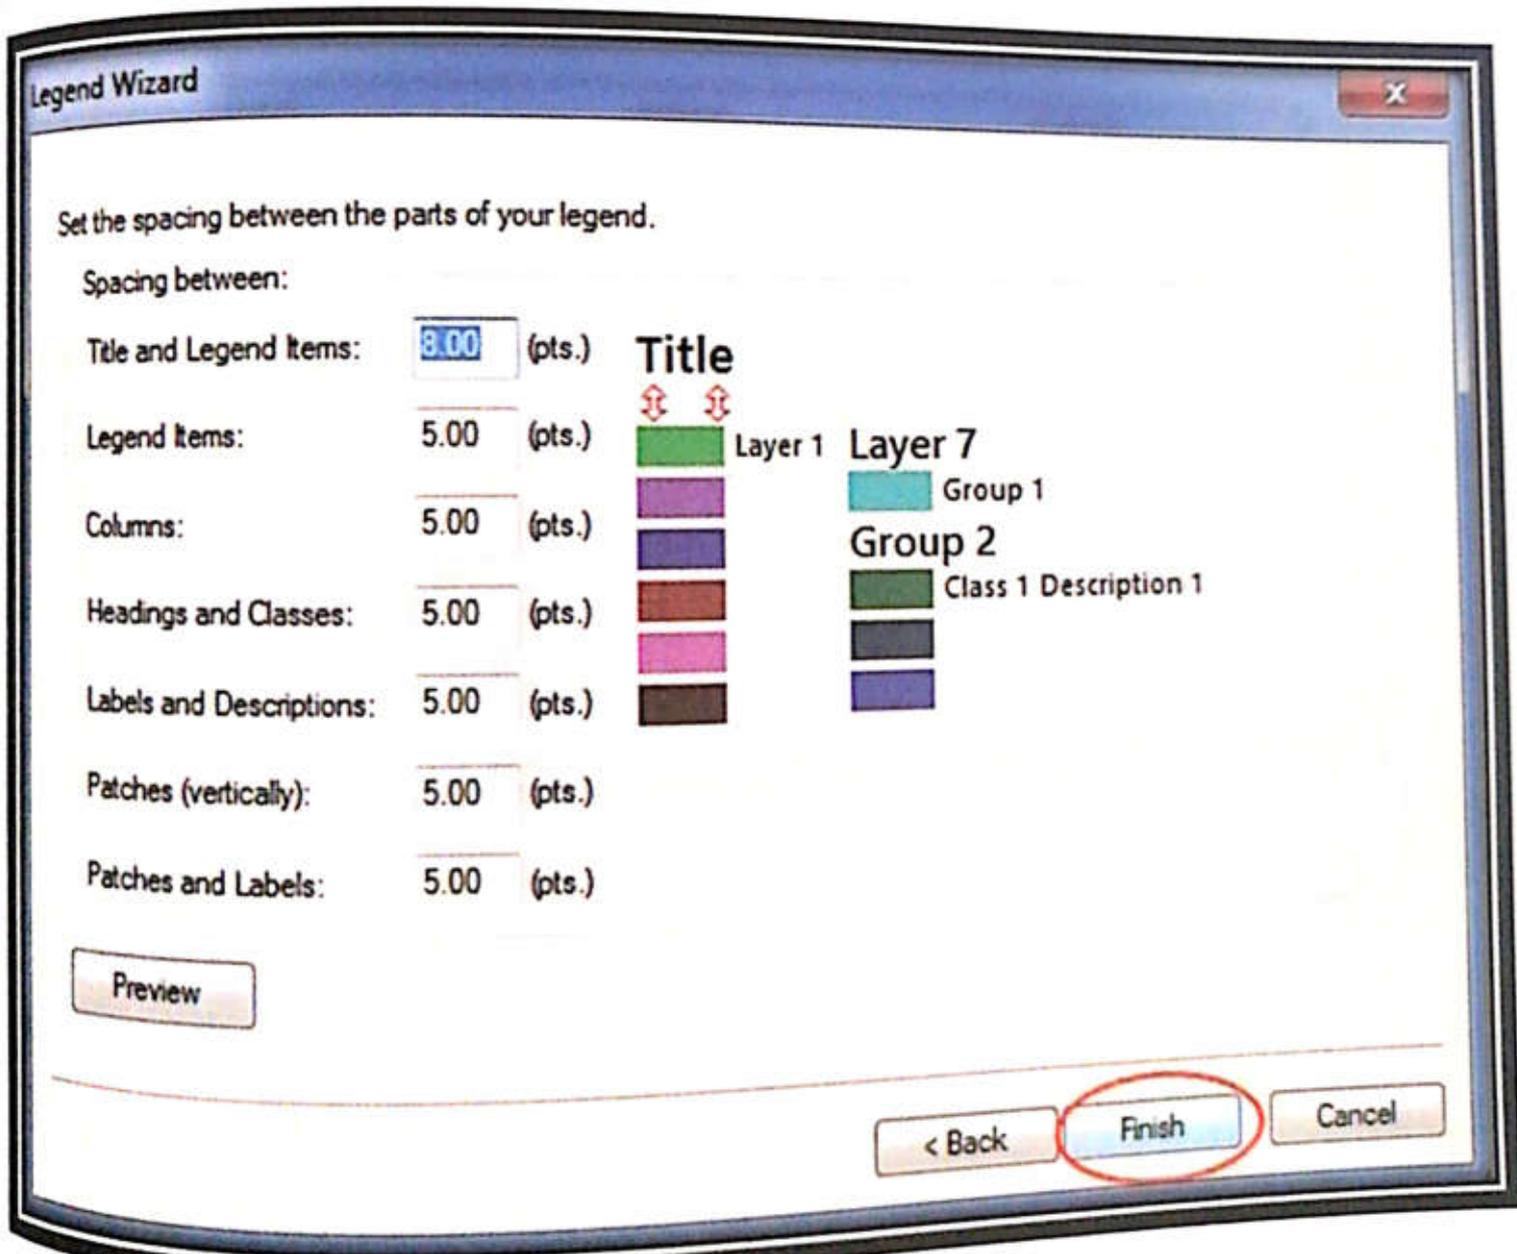 Legend Wizard
Set the spacing between the parts of your legend.
Spacing between:
Title and Legend Items: 8.00 (pts.)
Legend Items: 5.00 (pts.)
Columns: 5.00 (pts.)
Headings and Classes: 5.00 (pts.)
Labels and Descriptions: 5.00 (pts.)
Patches (vertically): 5.00 (pts.)
Patches and Labels: 5.00 (pts.)
Title
Layer 1
Layer 7
Group 1
Group 2
Class 1 Description 1
Preview
< Back
Finish
Cancel